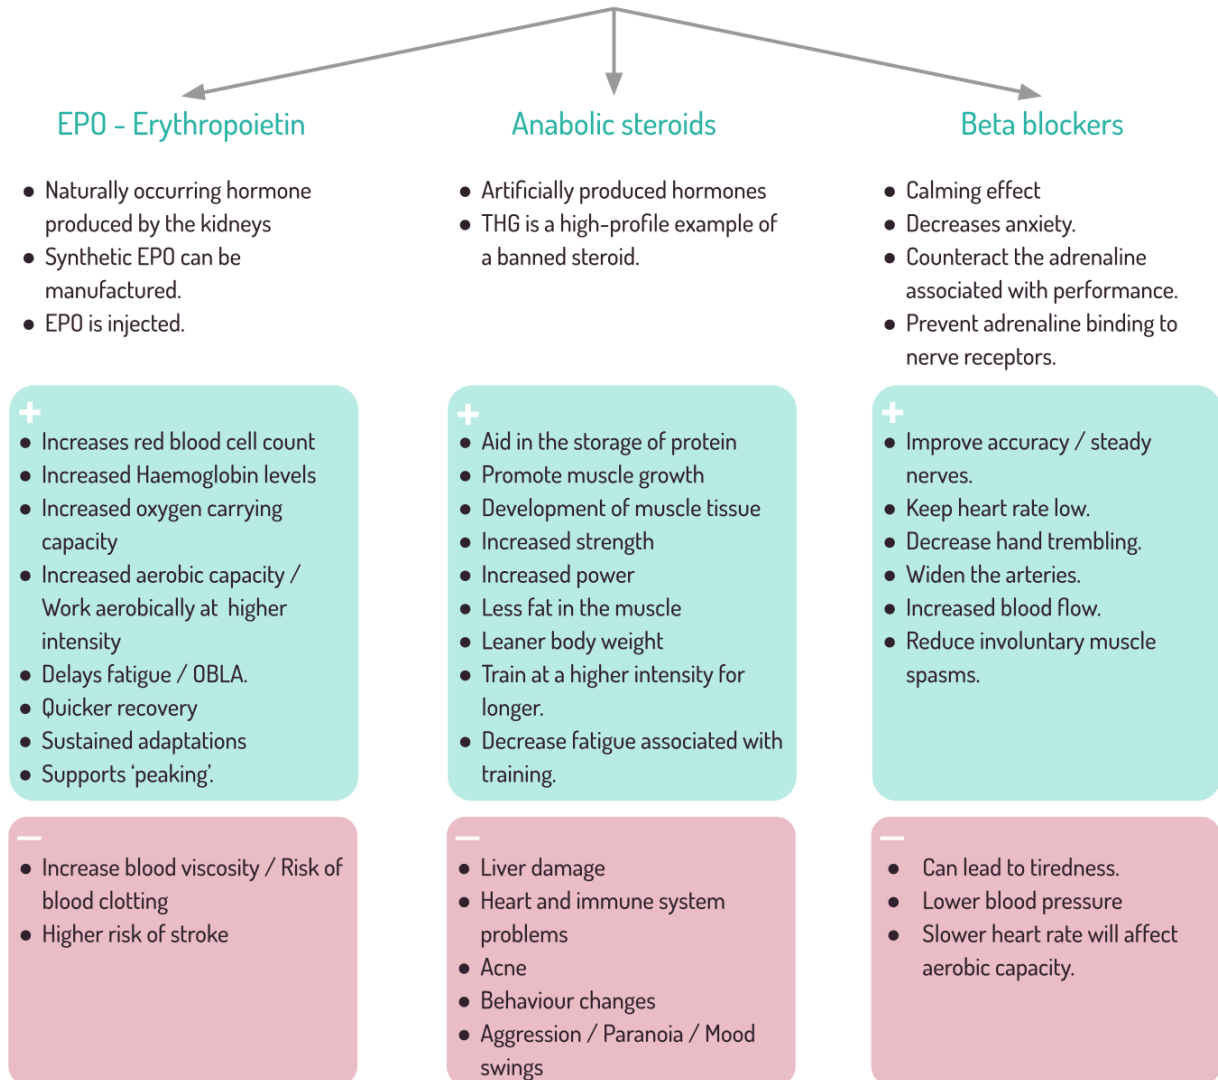 EPO - Erythropoietin
● Naturally occurring hormone
produced by the kidneys
● Synthetic EPO can be
manufactured.
● EPO is injected.
+
● Increases red blood cell count
● Increased Haemoglobin levels
● Increased oxygen carrying
capacity
● Increased aerobic capacity /
Work aerobically at higher
intensity
● Delays fatigue / OBLA.
● Quicker recovery
● Sustained adaptations
● Supports ‘peaking’.
–
● Increase blood viscosity / Risk of
blood clotting
● Higher risk of stroke
Anabolic steroids
● Artificially produced hormones
● THG is a high-profile example of
a banned steroid.
+
● Aid in the storage of protein
● Promote muscle growth
● Development of muscle tissue
● Increased strength
● Increased power
● Less fat in the muscle
● Leaner body weight
● Train at a higher intensity for
longer.
● Decrease fatigue associated with
training.
–
● Liver damage
● Heart and immune system
problems
● Acne
● Behaviour changes
● Aggression / Paranoia / Mood
swings
Beta blockers
● Calming effect
● Decreases anxiety.
● Counteract the adrenaline
associated with performance.
● Prevent adrenaline binding to
nerve receptors.
+
● Improve accuracy / steady
nerves.
● Keep heart rate low.
● Decrease hand trembling.
● Widen the arteries.
● Increased blood flow.
● Reduce involuntary muscle
spasms.
–
● Can lead to tiredness.
● Lower blood pressure
● Slower heart rate will affect
aerobic capacity.